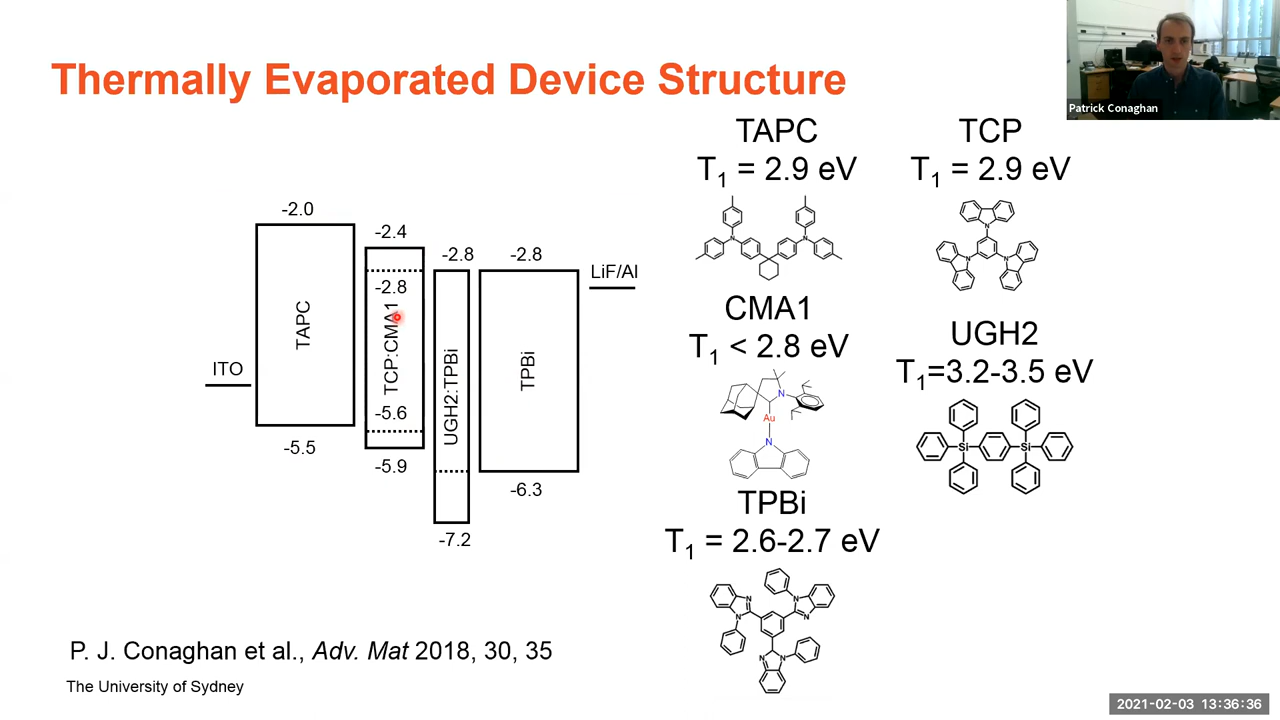 Thermally Evaporated Device Structure
Patrick Conaghan
TAPC
T₁ = 2.9 eV
TCP
T₁ = 2.9 eV
CMA1
T₁ < 2.8 eV
UGH2
T₁=3.2-3.5 eV
TPBi
T₁ = 2.6-2.7 eV
-2.0
-2.4
-2.8
-2.8
LiF/Al
-2.8
TAPC
TCP:CMA1
UGH2:TPBi
TPBi
ITO
-5.6
-5.5
-5.9
-6.3
-7.2
N
N
N
N
N
N
Au
N
Si
Si
N
N
N
N
N
N
P. J. Conaghan et al., Adv. Mat 2018, 30, 35
The University of Sydney
2021-02-03 13:36:36